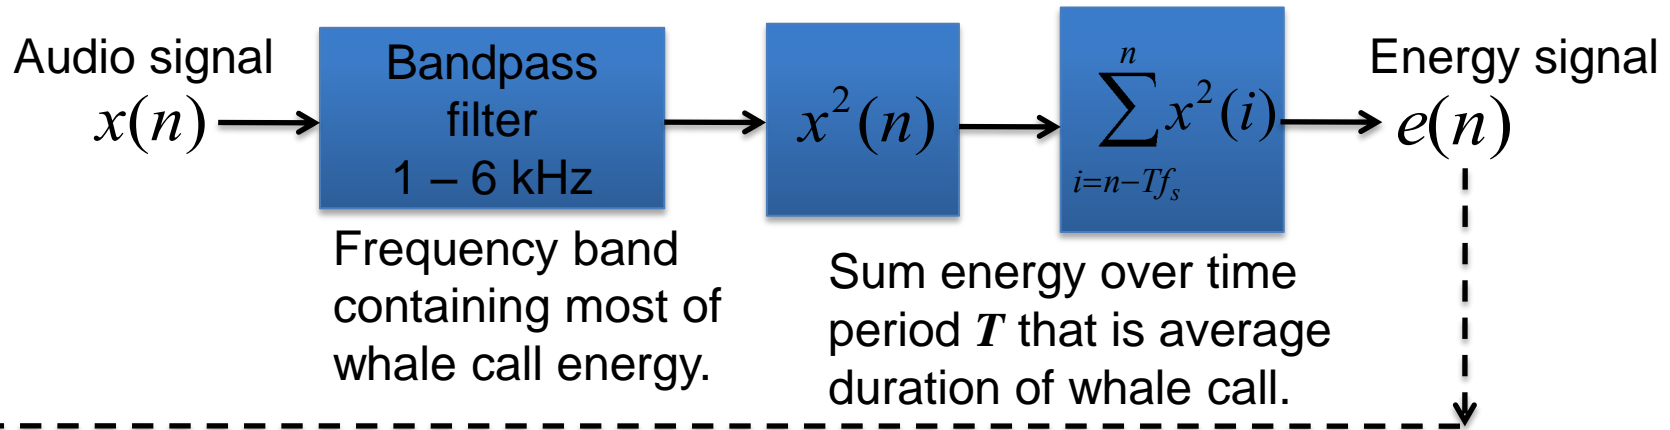 Audio signal
x(n)
Bandpass
filter
1 – 6 kHz
x²(n)
n
∑ x²(i)
i=n−Tfₛ
Energy signal
e(n)
Frequency band
containing most of
whale call energy.
Sum energy over time
period T that is average
duration of whale call.